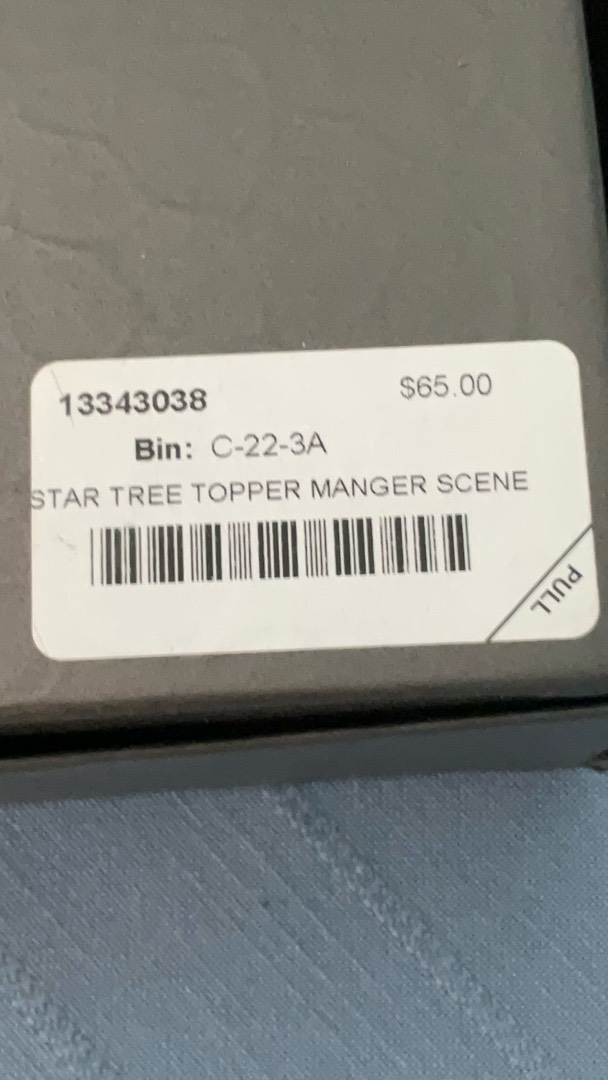 13343038 $65.00
Bin: C-22-3A
STAR TREE TOPPER MANGER SCENE
PULL